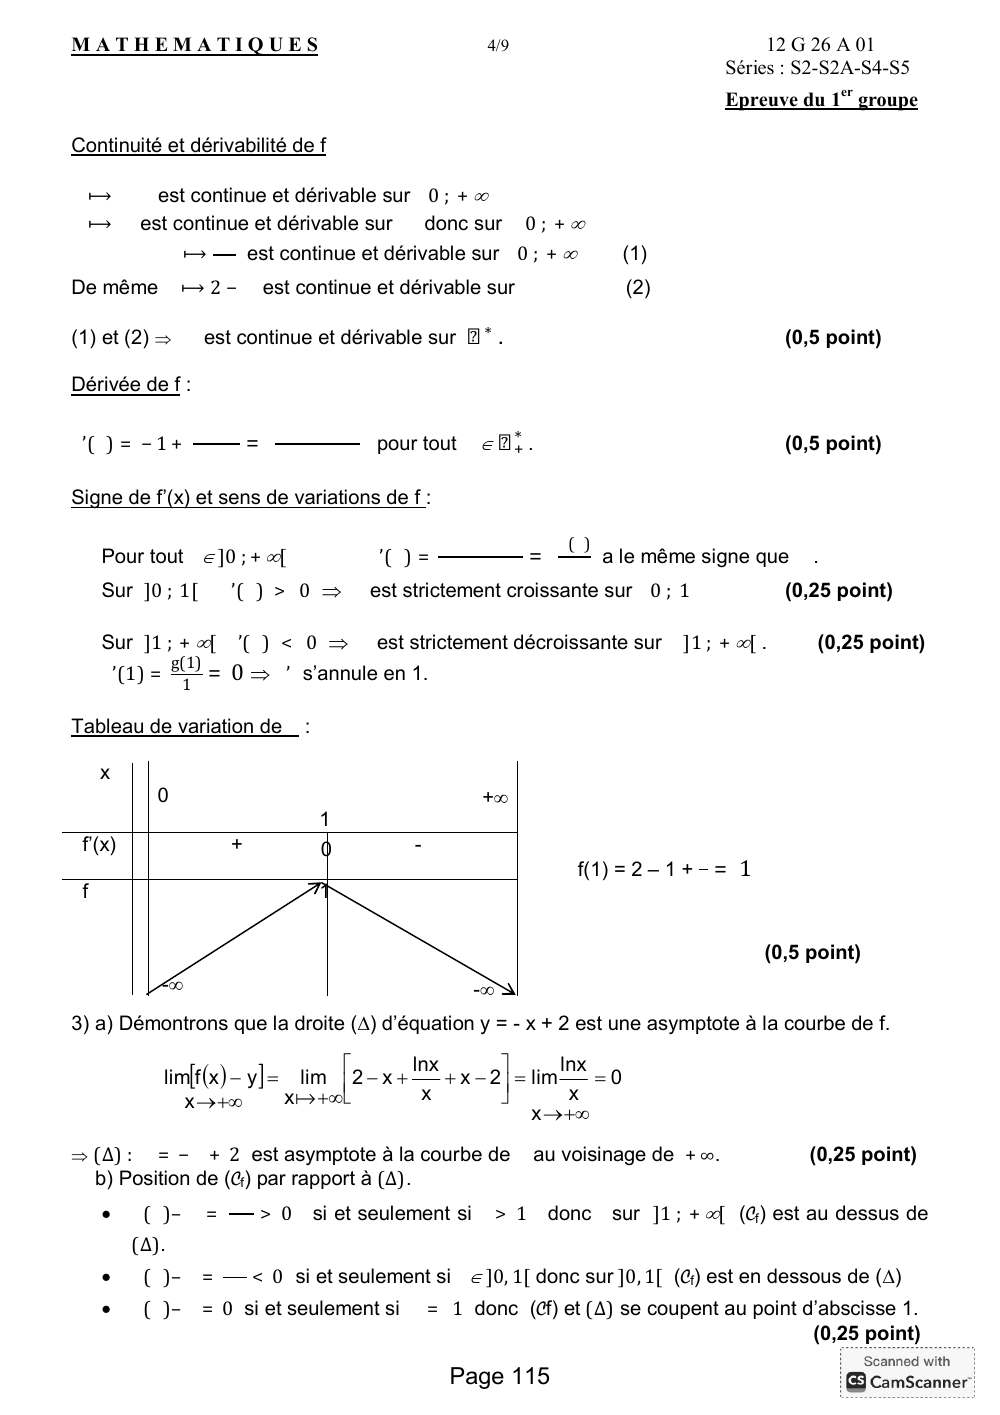 M A T H E M A T I Q U E S 4/9 12 G 26 A 01
Séries : S2-S2A-S4-S5
Epreuve du 1er groupe
Continuité et dérivabilité de f
↦ est continue et dérivable sur 0 ; + ∞
↦ est continue et dérivable sur donc sur 0 ; + ∞
↦ — est continue et dérivable sur 0 ; + ∞ (1)
De même ↦ 2 − est continue et dérivable sur (2)
(1) et (2) ⇒ est continue et dérivable sur * . (0,5 point)
Dérivée de f :
′( ) = − 1 + — = — pour tout ∈ *+ . (0,5 point)
Signe de f’(x) et sens de variations de f :
Pour tout ∈ ]0 ; + ∞[ ′( ) = — = ( )/ a le même signe que .
Sur ]0 ; 1[ ′( ) > 0 ⇒ est strictement croissante sur 0 ; 1 (0,25 point)
Sur ]1 ; + ∞[ ′( ) < 0 ⇒ est strictement décroissante sur ]1 ; + ∞[ . (0,25 point)
′(1) = g(1)/1 = 0 ⇒ ′ s’annule en 1.
Tableau de variation de :
x 0 1 +∞
f’(x) + 0 -
f(1) = 2 – 1 + − = 1
f 1
(0,5 point)
-∞ -∞
3) a) Démontrons que la droite (Δ) d’équation y = - x + 2 est une asymptote à la courbe de f.
lim[f(x) − y] = lim [2 − x + lnx/x + x − 2] = lim lnx/x = 0
x→+∞ x↦+∞ x→+∞
⇒ (Δ) : = − + 2 est asymptote à la courbe de au voisinage de + ∞. (0,25 point)
b) Position de (𝒞f) par rapport à (Δ).
• ( )− = — > 0 si et seulement si > 1 donc sur ]1 ; + ∞[ (𝒞f) est au dessus de
(Δ).
• ( )− = — < 0 si et seulement si ∈ ]0, 1[ donc sur ]0, 1[ (𝒞f) est en dessous de (Δ)
• ( )− = 0 si et seulement si = 1 donc (𝒞f) et (Δ) se coupent au point d’abscisse 1.
(0,25 point)
Page 115
Scanned with
CS CamScanner